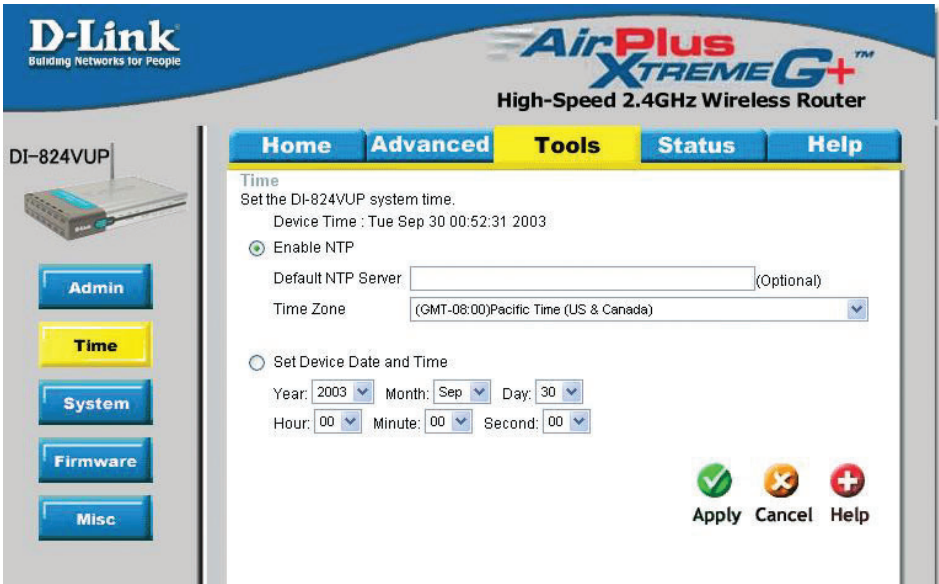 D-Link
Building Networks for People
AirPlus
XTREME G+™
High-Speed 2.4GHz Wireless Router
DI-824VUP
Home Advanced Tools Status Help
Time
Set the DI-824VUP system time.
Device Time : Tue Sep 30 00:52:31 2003
Enable NTP
Default NTP Server (Optional)
Time Zone (GMT-08:00)Pacific Time (US & Canada)
Set Device Date and Time
Year: 2003 Month: Sep Day: 30
Hour: 00 Minute: 00 Second: 00
Admin
Time
System
Firmware
Misc
Apply Cancel Help